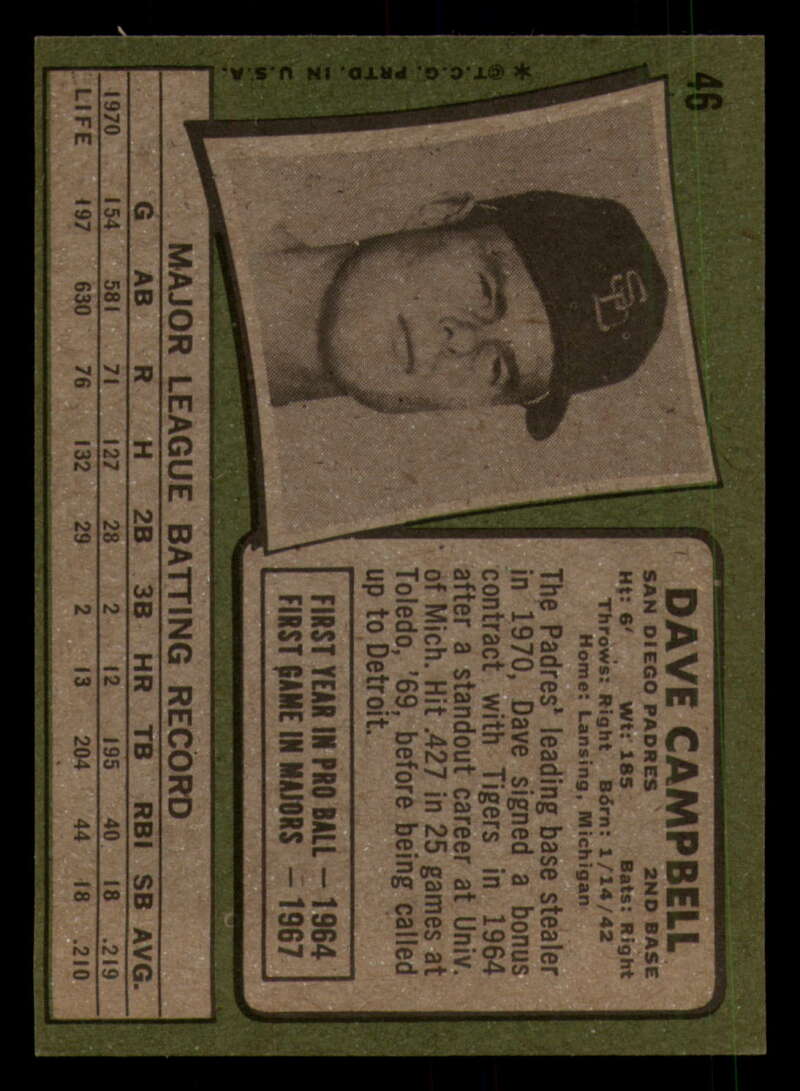 46
*©T.C.G. PRTD. IN U.S.A.
SD
DAVE CAMPBELL
SAN DIEGO PADRES 2ND BASE
Ht: 6' Wt: 185 Bats: Right
Throws: Right Born: 1/14/42
Home: Lansing, Michigan
The Padres' leading base stealer
in 1970, Dave signed a bonus
contract with Tigers in 1964
after a standout career at Univ.
of Mich. Hit .427 in 25 games at
Toledo, '69, before being called
up to Detroit.
FIRST YEAR IN PRO BALL — 1964
FIRST GAME IN MAJORS — 1967
MAJOR LEAGUE BATTING RECORD
G AB R H 2B 3B HR TB RBI SB AVG.
1970 154 581 71 127 28 2 12 195 40 18 .219
LIFE 197 630 76 132 29 2 13 204 44 18 .210